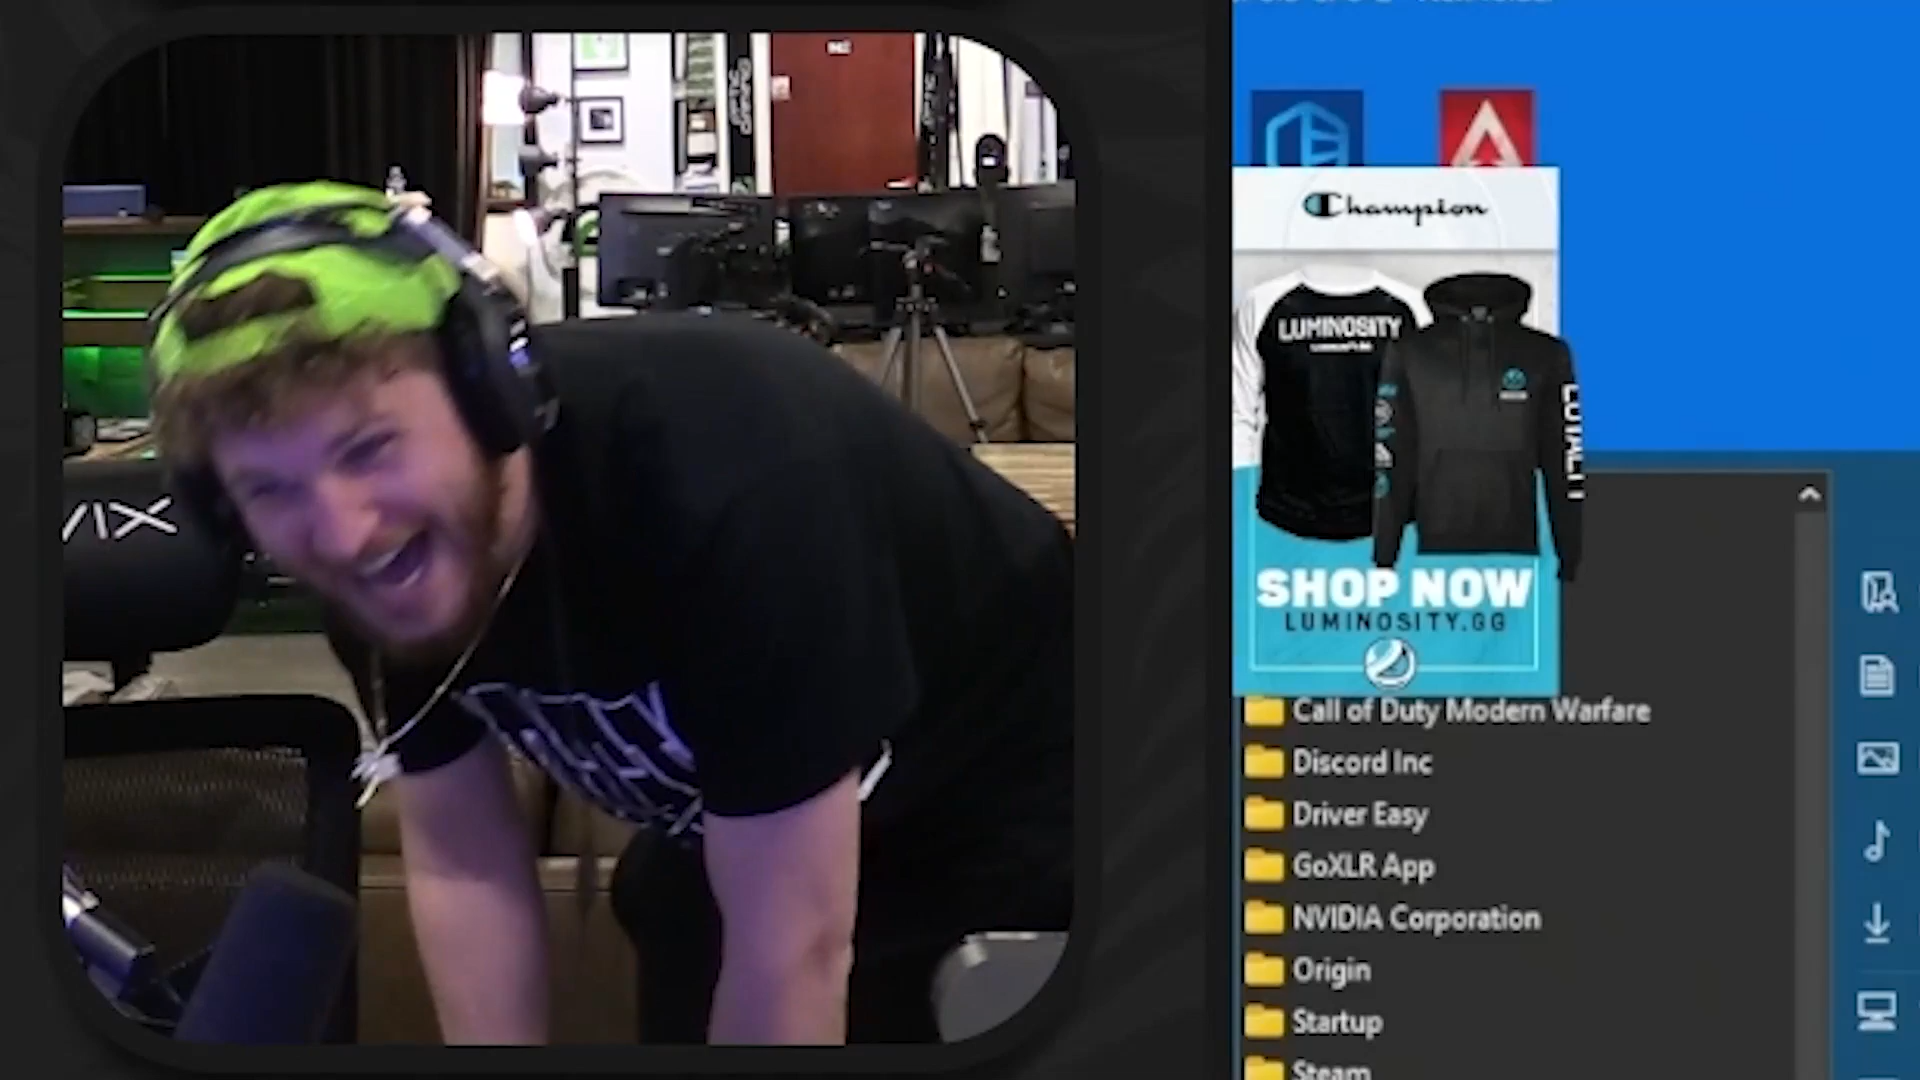 VIX
Champion
LUMINOSITY
SHOP NOW
LUMINOSITY.GG
Call of Duty Modern Warfare
Discord Inc
Driver Easy
GoXLR App
NVIDIA Corporation
Origin
Startup
Steam